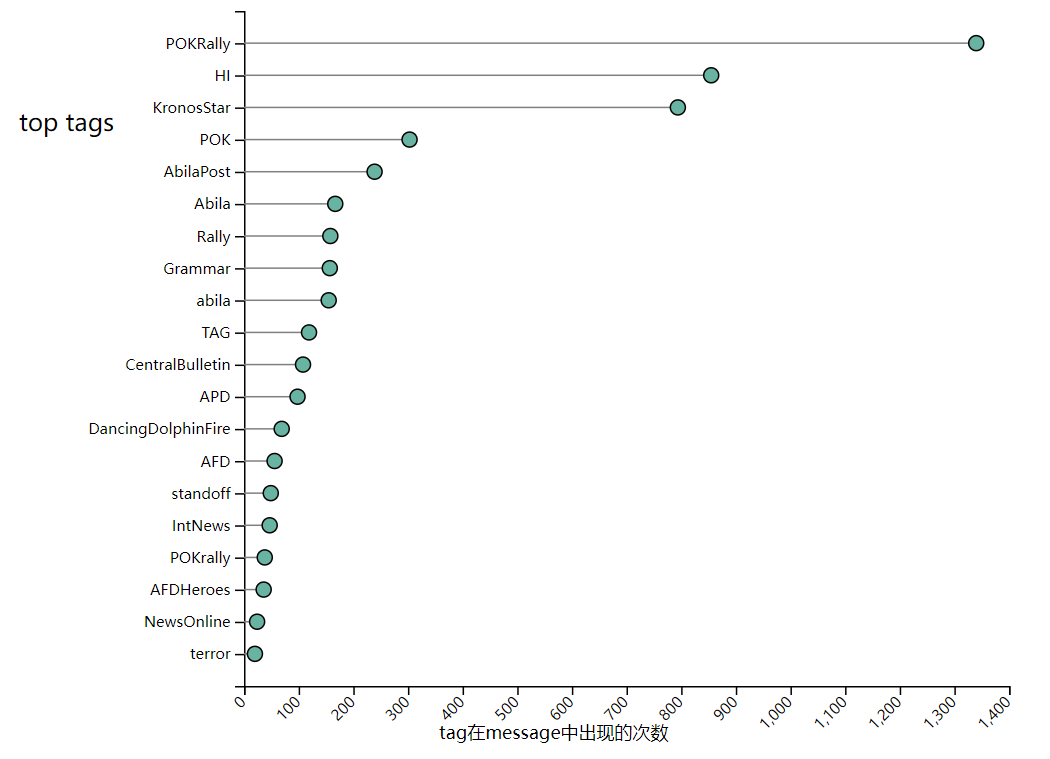 POKRally
HI
KronosStar
top tags
POK
AbilaPost
Abila
Rally
Grammar
abila
TAG
CentralBulletin
APD
DancingDolphinFire
AFD
standoff
IntNews
POKrally
AFDHeroes
NewsOnline
terror
0 100 200 300 400 500 600 700 800 900 1,000 1,100 1,200 1,300 1,400
tag在message中出现的次数